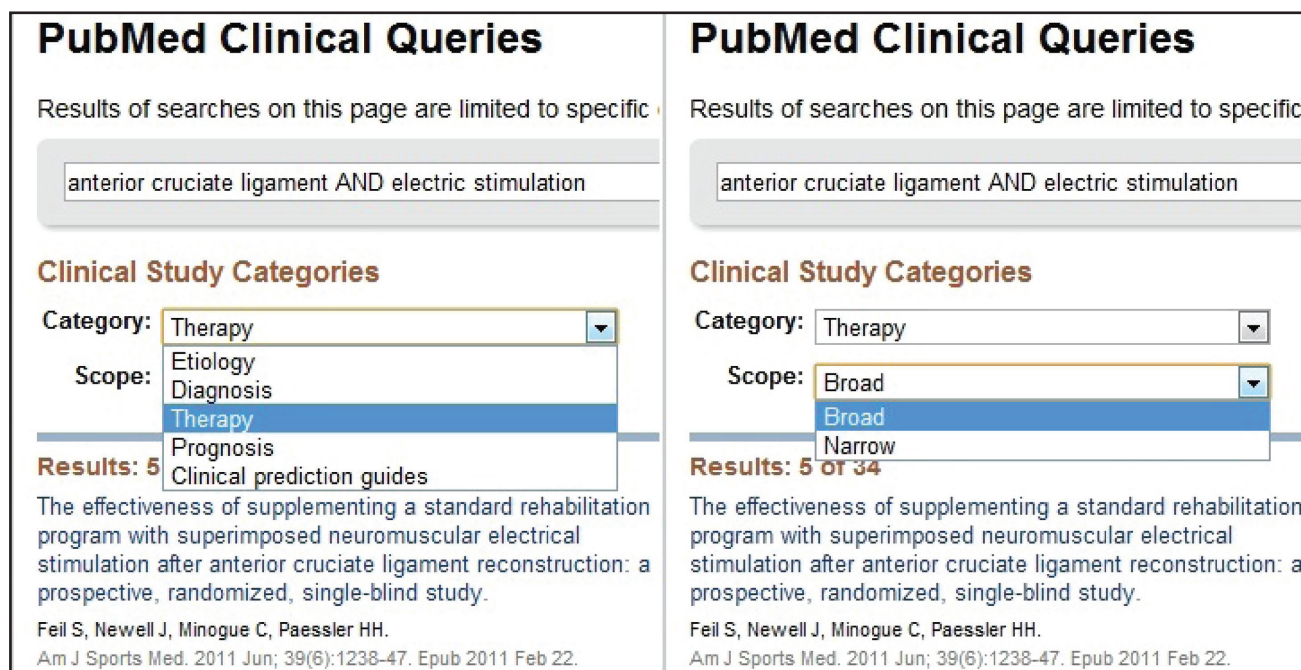 PubMed Clinical Queries
Results of searches on this page are limited to specific
anterior cruciate ligament AND electric stimulation
Clinical Study Categories
Category: Therapy
Etiology
Scope:
Diagnosis
Therapy
Prognosis
Results: 5
Clinical prediction guides
The effectiveness of supplementing a standard rehabilitation
program with superimposed neuromuscular electrical
stimulation after anterior cruciate ligament reconstruction: a
prospective, randomized, single-blind study.
Feil S, Newell J, Minogue C, Paessler HH.
Am J Sports Med. 2011 Jun; 39(6):1238-47. Epub 2011 Feb 22.
PubMed Clinical Queries
Results of searches on this page are limited to specific
anterior cruciate ligament AND electric stimulation
Clinical Study Categories
Category: Therapy
Scope: Broad
Broad
Narrow
Results: 5 of 34
The effectiveness of supplementing a standard rehabilitation
program with superimposed neuromuscular electrical
stimulation after anterior cruciate ligament reconstruction: a
prospective, randomized, single-blind study.
Feil S, Newell J, Minogue C, Paessler HH.
Am J Sports Med. 2011 Jun; 39(6):1238-47. Epub 2011 Feb 22.